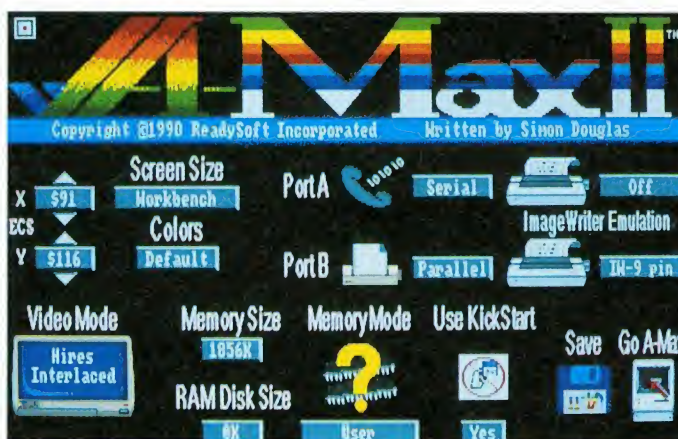 A-Max II
TM
Copyright ©1990 ReadySoft Incorporated Written by Simon Douglas
Screen Size
X $91 Workbench
ECS
Colors
Y $116 Default
Port A 101010 Serial Off
ImageWriter Emulation
Port B Parallel IW-9 pin
Video Mode
Hires
Interlaced
Memory Size
1856K
RAM Disk Size
0K
Memory Mode
?
User
Use KickStart
Yes
Save
Go A-Max